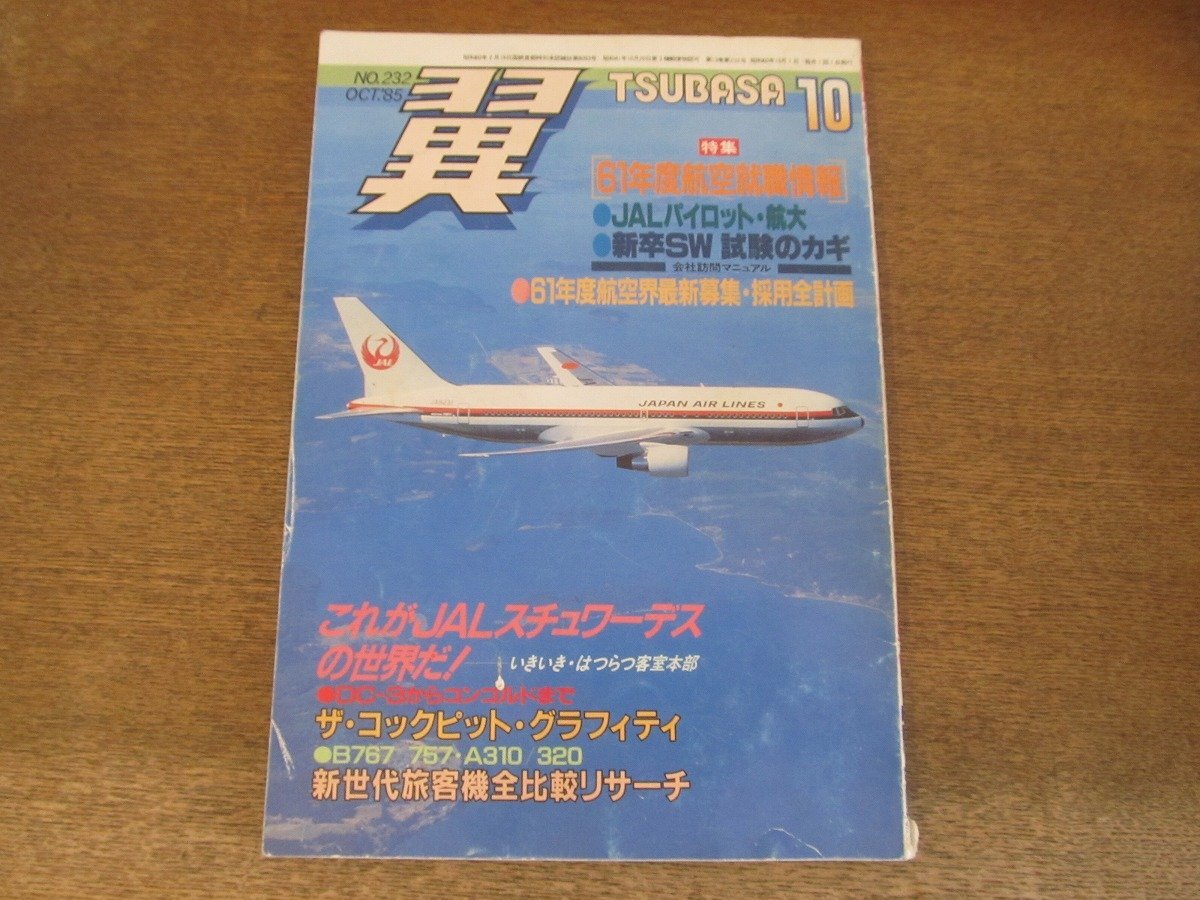 NO.232
OCT.'85
翼
TSUBASA
10
特集
61年度航空就職情報
●JALパイロット・航大
●新卒SW 試験のカギ
会社訪問マニュアル
●61年度航空界最新募集・採用全計画
JAL
JAPAN AIR LINES
これがJALスチュワーデス
の世界だ!
いきいき・はつらつ客室本部
●DC-3からコンコルドまで
ザ・コックピット・グラフィティ
●B767 757・A310/320
新世代旅客機全比較リサーチ